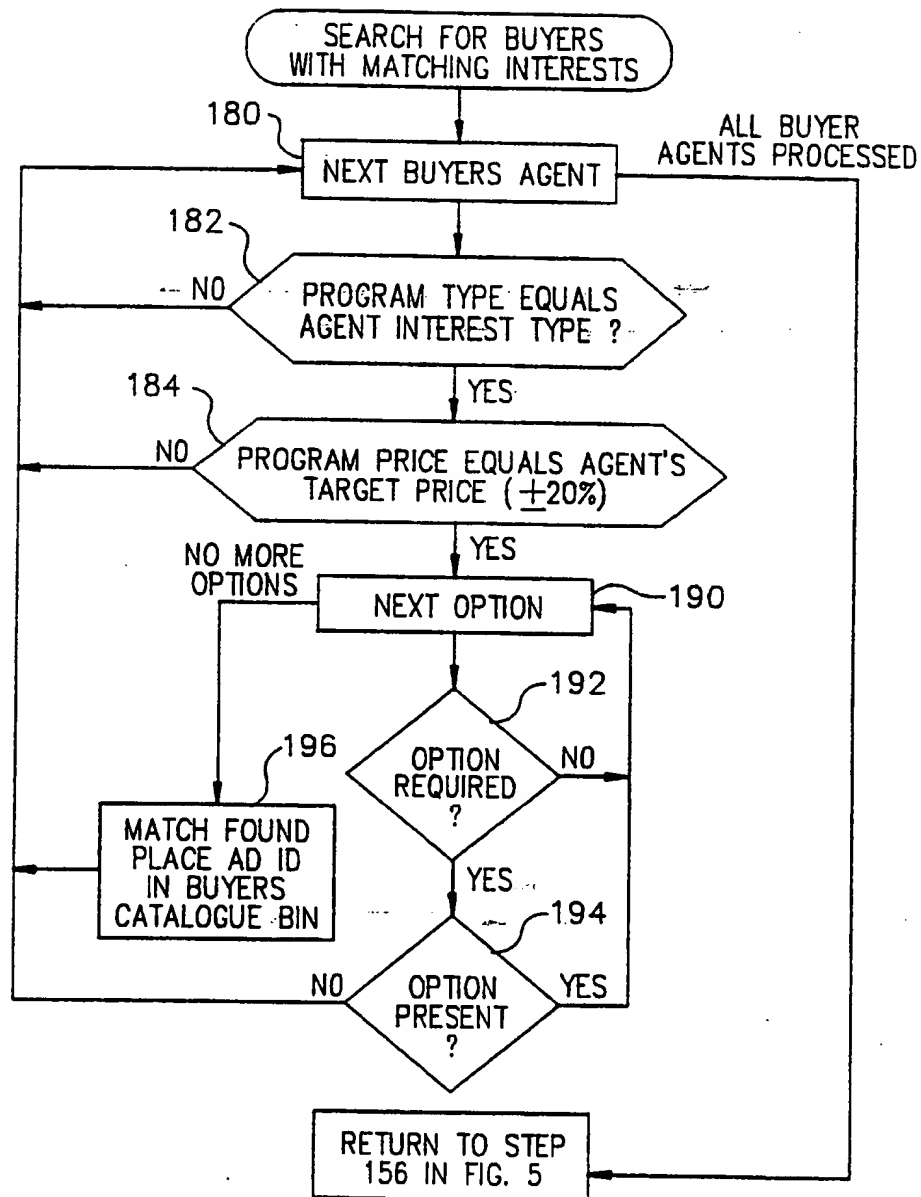 SEARCH FOR BUYERS
WITH MATCHING INTERESTS
180
ALL BUYER
AGENTS PROCESSED
NEXT BUYERS AGENT
182
NO
PROGRAM TYPE EQUALS
AGENT INTEREST TYPE ?
YES
184
NO
PROGRAM PRICE EQUALS AGENT'S
TARGET PRICE (±20%)
YES
NO MORE
OPTIONS
NEXT OPTION
190
192
OPTION
REQUIRED
?
NO
196
MATCH FOUND
PLACE AD ID
IN BUYERS
CATALOGUE BIN
YES
194
NO
OPTION
PRESENT
?
YES
RETURN TO STEP
156 IN FIG. 5